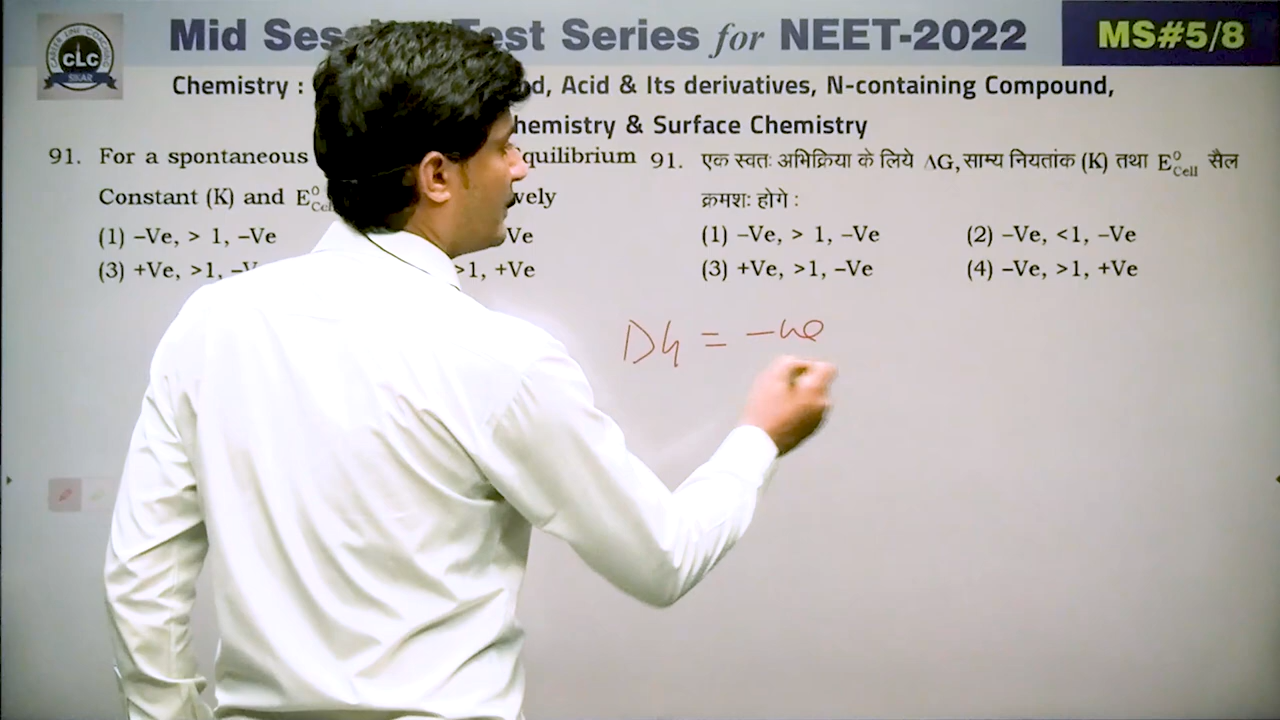 Mid Ses Test Series for NEET-2022
MS#5/8
CAREER LINE COACHING
CLC
SIKAR
Chemistry : d, Acid & Its derivatives, N-containing Compound,
hemistry & Surface Chemistry
91. For a spontaneous quilibrium
Constant (K) and E°Cell vely
(1) –Ve, > 1, –Ve Ve
(3) +Ve, >1, –V >1, +Ve
91. एक स्वतः अभिक्रिया के लिये ΔG, साम्य नियतांक (K) तथा E°Cell सैल
क्रमशः होगे :
(1) –Ve, > 1, –Ve (2) –Ve, <1, –Ve
(3) +Ve, >1, –Ve (4) –Ve, >1, +Ve
DG = –ve